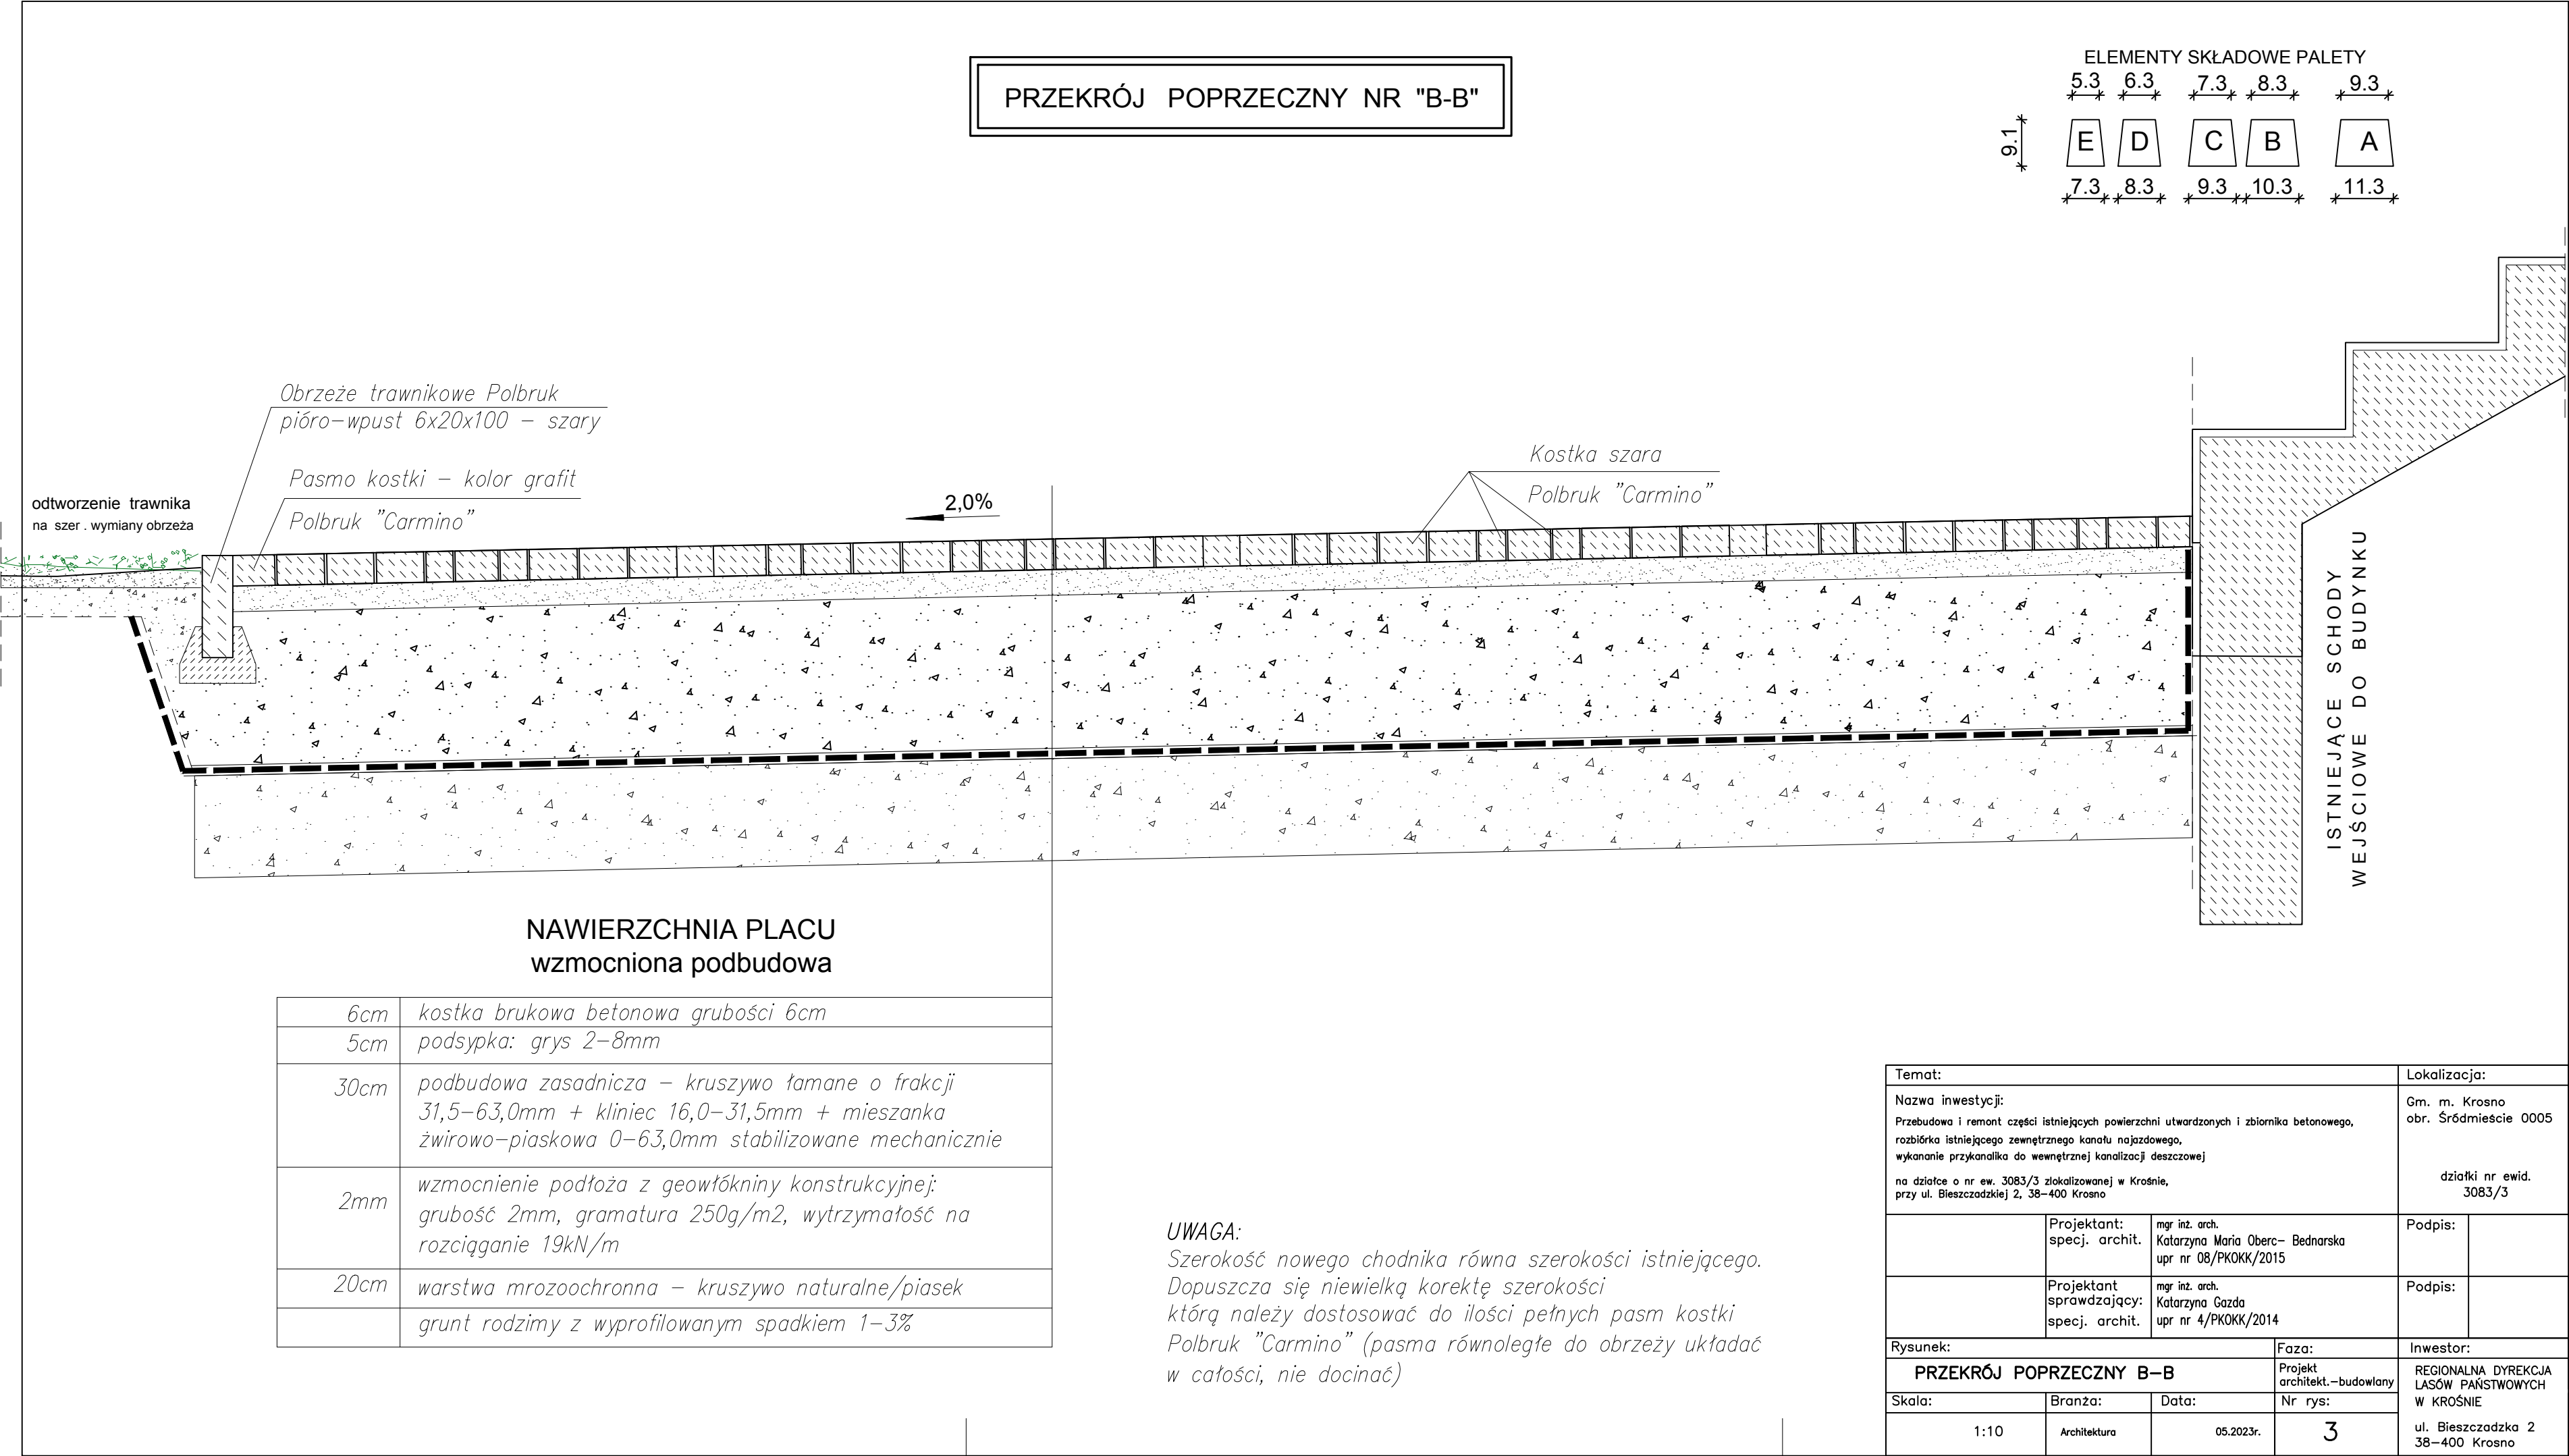 PRZEKRÓJ POPRZECZNY NR "B-B"
ELEMENTY SKŁADOWE PALETY
5.3 6.3 7.3 8.3 9.3
9.1
E D C B A
7.3 8.3 9.3 10.3 11.3
Obrzeże trawnikowe Polbruk
pióro-wpust 6x20x100 - szary
Pasmo kostki - kolor grafit
Polbruk "Carmino"
odtworzenie trawnika
na szer . wymiany obrzeża
2,0%
Kostka szara
Polbruk "Carmino"
ISTNIEJĄCE SCHODY
WEJŚCIOWE DO BUDYNKU
NAWIERZCHNIA PLACU
wzmocniona podbudowa
6cm kostka brukowa betonowa grubości 6cm
5cm podsypka: grys 2-8mm
30cm podbudowa zasadnicza - kruszywo łamane o frakcji
31,5-63,0mm + kliniec 16,0-31,5mm + mieszanka
żwirowo-piaskowa 0-63,0mm stabilizowane mechanicznie
2mm wzmocnienie podłoża z geowłókniny konstrukcyjnej:
grubość 2mm, gramatura 250g/m2, wytrzymałość na
rozciąganie 19kN/m
20cm warstwa mrozoochronna - kruszywo naturalne/piasek
grunt rodzimy z wyprofilowanym spadkiem 1-3%
UWAGA:
Szerokość nowego chodnika równa szerokości istniejącego.
Dopuszcza się niewielką korektę szerokości
którą należy dostosować do ilości pełnych pasm kostki
Polbruk "Carmino" (pasma równoległe do obrzeży układać
w całości, nie docinać)
Temat:
Lokalizacja:
Nazwa inwestycji:
Przebudowa i remont części istniejących powierzchni utwardzonych i zbiornika betonowego,
rozbiórka istniejącego zewnętrznego kanału najazdowego,
wykananie przykanalika do wewnętrznej kanalizacji deszczowej
na działce o nr ew. 3083/3 zlokalizowanej w Krośnie,
przy ul. Bieszczadzkiej 2, 38-400 Krosno
Gm. m. Krosno
obr. Śródmieście 0005
działki nr ewid.
3083/3
Projektant:
specj. archit.
mgr inż. arch.
Katarzyna Maria Oberc- Bednarska
upr nr 08/PKOKK/2015
Podpis:
Projektant
sprawdzający:
specj. archit.
mgr inż. arch.
Katarzyna Gazda
upr nr 4/PKOKK/2014
Podpis:
Rysunek:
PRZEKRÓJ POPRZECZNY B-B
Faza:
Projekt
architekt.-budowlany
Inwestor:
REGIONALNA DYREKCJA
LASÓW PAŃSTWOWYCH
W KROŚNIE
ul. Bieszczadzka 2
38-400 Krosno
Skala:
1:10
Branża:
Architektura
Data:
05.2023r.
Nr rys:
3